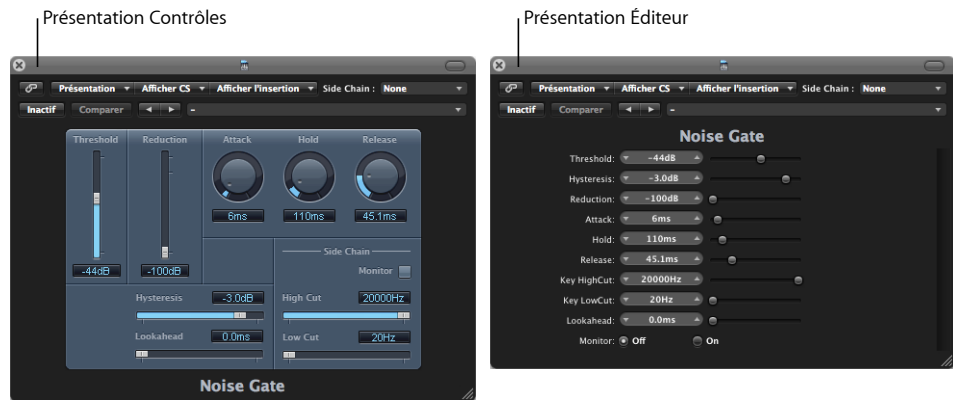 Présentation Contrôles
Présentation Éditeur
Présentation Afficher CS Afficher l'insertion Side Chain : None
Inactif Comparer -
Threshold Reduction Attack Hold Release
6ms 110ms 45.1ms
Side Chain
-44dB -100dB Monitor
Hysteresis -3.0dB High Cut 20000Hz
Lookahead 0.0ms Low Cut 20Hz
Noise Gate
Présentation Afficher CS Afficher l'insertion Side Chain : None
Inactif Comparer -
Noise Gate
Threshold: -44dB
Hysteresis: -3.0dB
Reduction: -100dB
Attack: 6ms
Hold: 110ms
Release: 45.1ms
Key HighCut: 20000Hz
Key LowCut: 20Hz
Lookahead: 0.0ms
Monitor: Off On